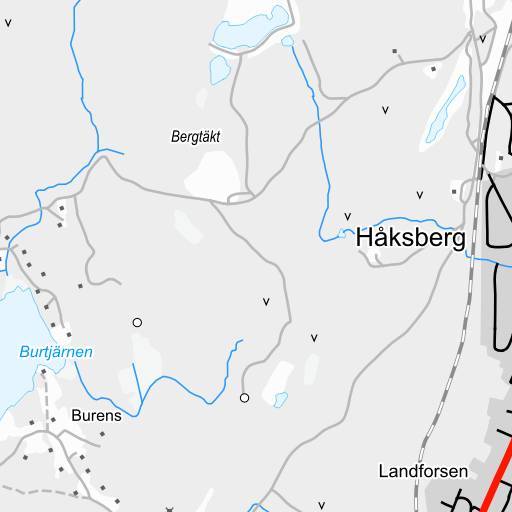 Bergtäkt
Håksberg
Burtjärnen
Burens
Landforsen